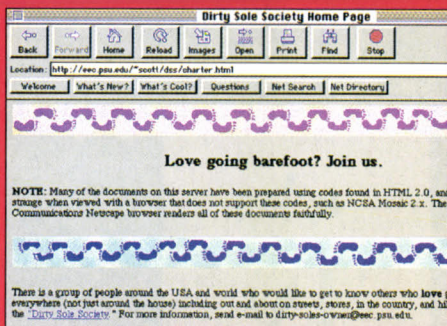 Dirty Sole Society Home Page
Back Forward Home Reload Images Open Print Find Stop
Location: http://eec.psu.edu/~scott/dss/charter.html
Welcome What's New? What's Cool? Questions Net Search Net Directory
Love going barefoot? Join us.
NOTE: Many of the documents on this server have been prepared using codes found in HTML 2.0, and
strange when viewed with a browser that does not support these codes, such as NCSA Mosaic 2.x. The
Communications Netscape browser renders all of these documents faithfully.
There is a group of people around the USA and world who would like to get to know others who love g
everywhere (not just around the house) including out and about on streets, stores, in the country, and hi
the "Dirty Sole Society." For more information, send e-mail to dirty-soles-owner@eec.psu.edu.